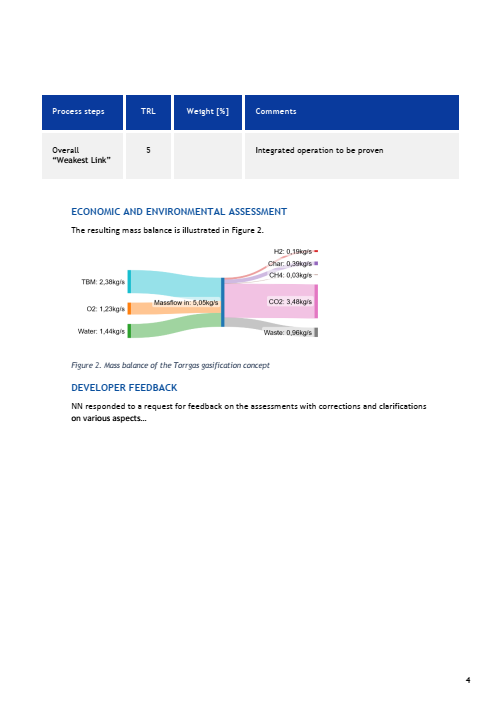 Process steps TRL Weight [%] Comments
Overall 5 Integrated operation to be proven
“Weakest Link”
ECONOMIC AND ENVIRONMENTAL ASSESSMENT
The resulting mass balance is illustrated in Figure 2.
H2: 0,19kg/s
Char: 0,39kg/s
CH4: 0,03kg/s
TBM: 2,38kg/s
Massflow in: 5,05kg/s
CO2: 3,48kg/s
O2: 1,23kg/s
Water: 1,44kg/s
Waste: 0,96kg/s
Figure 2. Mass balance of the Torrgas gasification concept
DEVELOPER FEEDBACK
NN responded to a request for feedback on the assessments with corrections and clarifications
on various aspects…
4